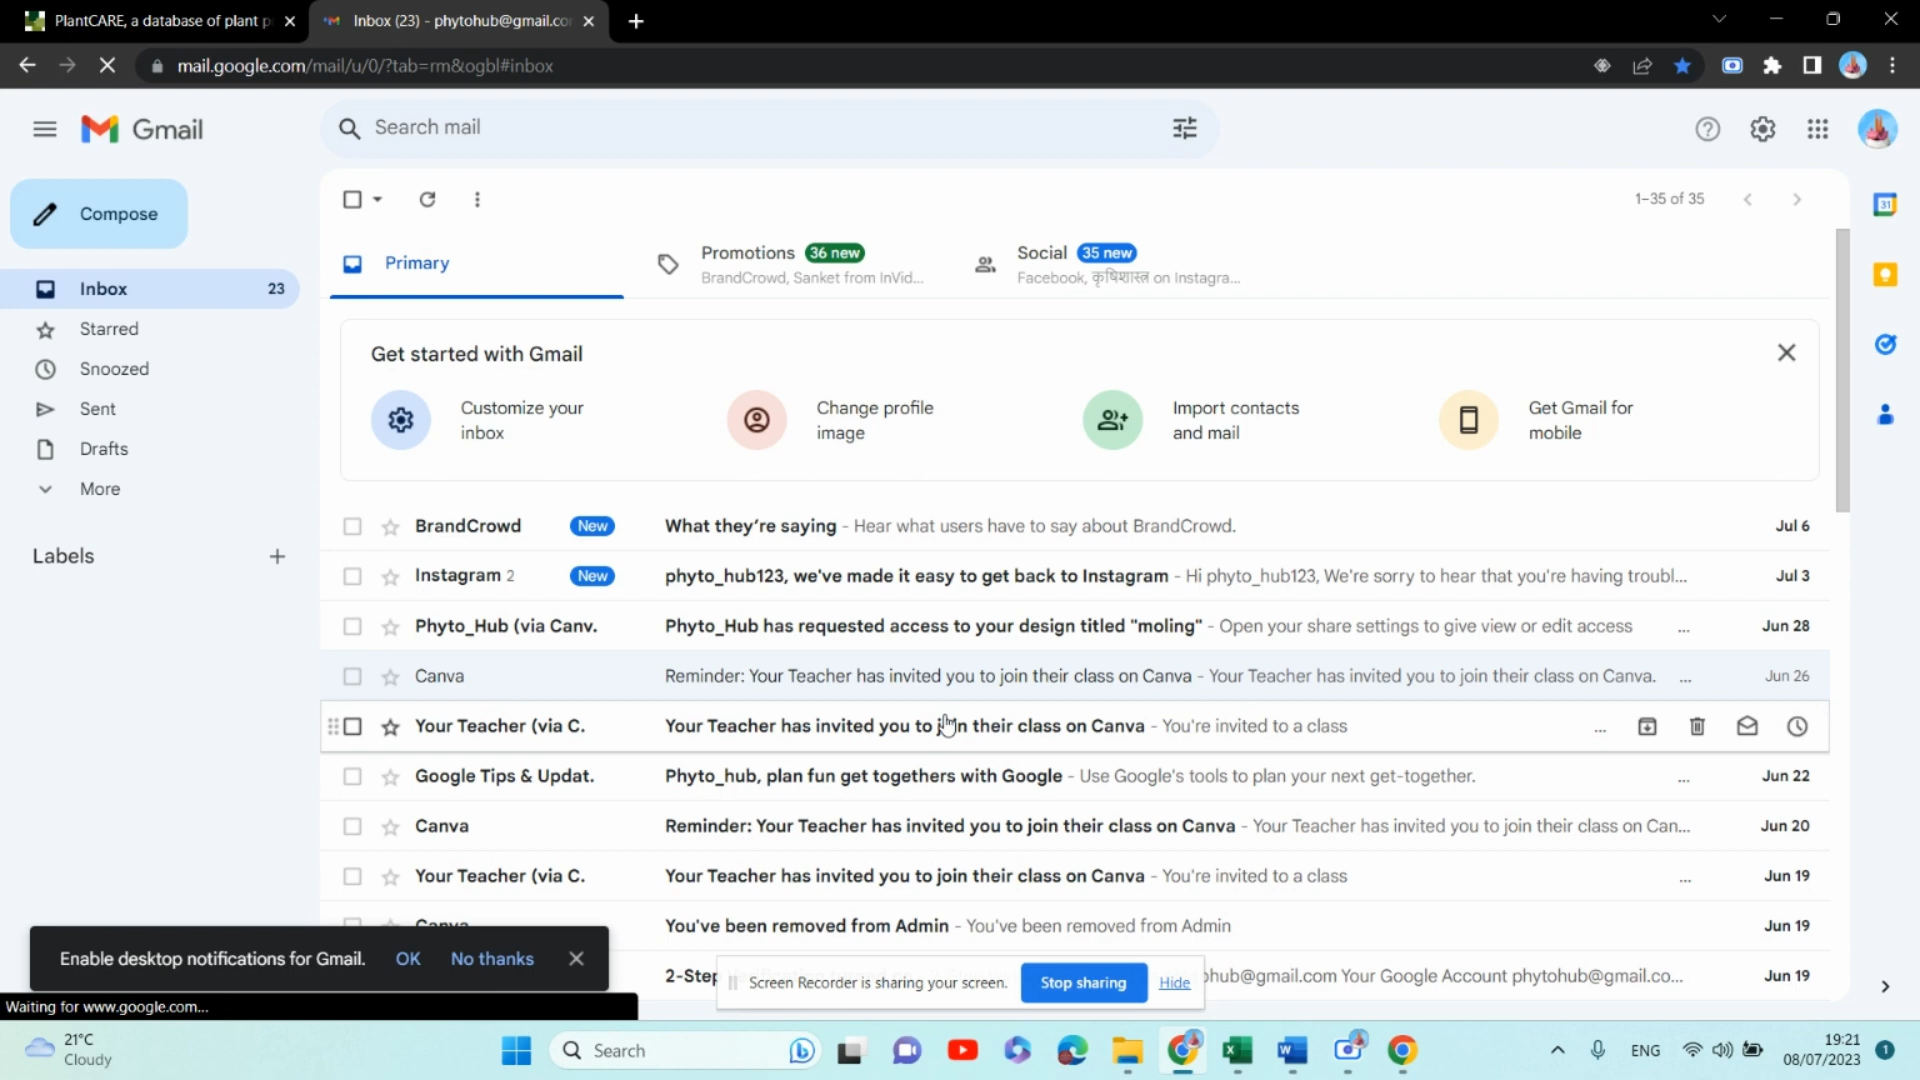 PlantCARE, a database of plant p
Inbox (23) - phytohub@gmail.co
mail.google.com/mail/u/0/?tab=rm&ogbl#inbox
Gmail
Search mail
Compose
1–35 of 35
Primary
Promotions 36 new
BrandCrowd, Sanket from InVid...
Social 35 new
Facebook, कृषिशास्त्र on Instagra...
Inbox 23
Starred
Snoozed
Sent
Drafts
More
Labels
Get started with Gmail
Customize your
inbox
Change profile
image
Import contacts
and mail
Get Gmail for
mobile
BrandCrowd New What they're saying - Hear what users have to say about BrandCrowd. Jul 6
Instagram 2 New phyto_hub123, we've made it easy to get back to Instagram - Hi phyto_hub123, We're sorry to hear that you're having troubl... Jul 3
Phyto_Hub (via Canv. Phyto_Hub has requested access to your design titled "moling" - Open your share settings to give view or edit access ... Jun 28
Canva Reminder: Your Teacher has invited you to join their class on Canva - Your Teacher has invited you to join their class on Canva. ... Jun 26
Your Teacher (via C. Your Teacher has invited you to join their class on Canva - You're invited to a class ...
Google Tips & Updat. Phyto_hub, plan fun get togethers with Google - Use Google's tools to plan your next get-together. ... Jun 22
Canva Reminder: Your Teacher has invited you to join their class on Canva - Your Teacher has invited you to join their class on Can... Jun 20
Your Teacher (via C. Your Teacher has invited you to join their class on Canva - You're invited to a class ... Jun 19
Canva You've been removed from Admin - You've been removed from Admin Jun 19
2-Step hub@gmail.com Your Google Account phytohub@gmail.co... Jun 19
Enable desktop notifications for Gmail. OK No thanks
Screen Recorder is sharing your screen. Stop sharing Hide
Waiting for www.google.com...
21°C
Cloudy
Search
ENG
19:21
08/07/2023
1
31